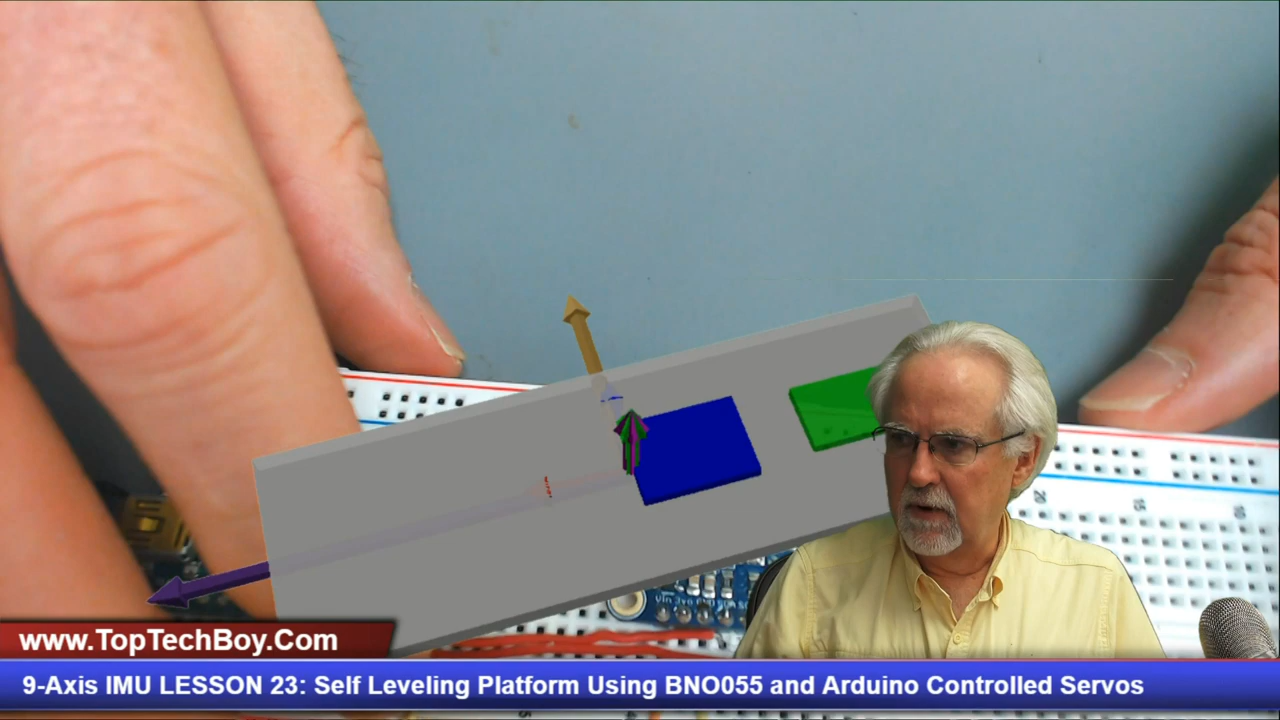 www.TopTechBoy.Com
9-Axis IMU LESSON 23: Self Leveling Platform Using BNO055 and Arduino Controlled Servos